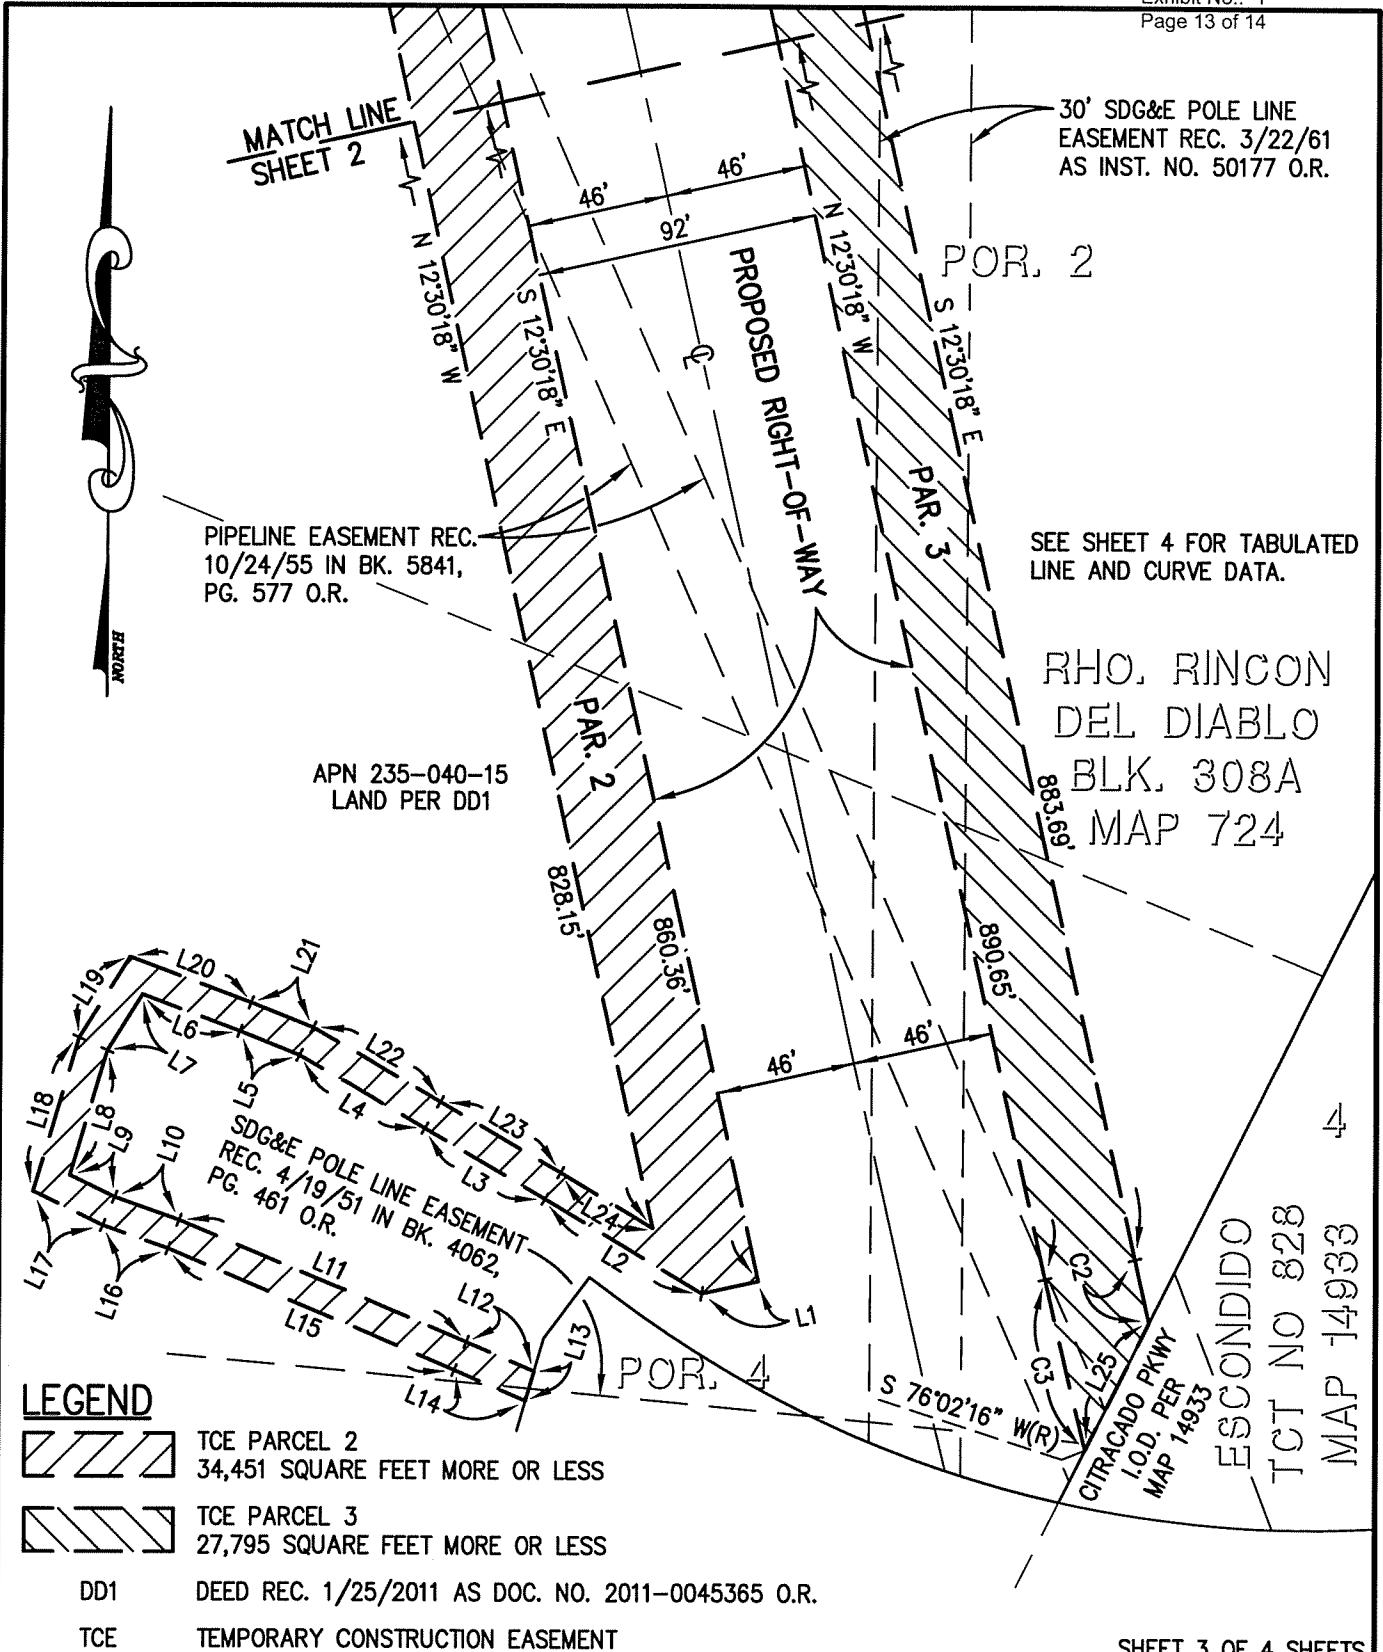 Page 13 of 14
MATCH LINE
SHEET 2
30' SDG&E POLE LINE
EASEMENT REC. 3/22/61
AS INST. NO. 50177 O.R.
46'
46'
92'
N 12°30'18" W
S 12°30'18" E
N 12°30'18" W
S 12°30'18" E
POR. 2
PROPOSED RIGHT-OF-WAY
PAR. 3
NORTH
PIPELINE EASEMENT REC.
10/24/55 IN BK. 5841,
PG. 577 O.R.
SEE SHEET 4 FOR TABULATED
LINE AND CURVE DATA.
RHO. RINCON
DEL DIABLO
BLK. 308A
MAP 724
PAR. 2
APN 235-040-15
LAND PER DD1
828.15'
860.36'
890.65'
883.69'
46'
46'
L19
L20
L21
L6
L7
L5
L22
L4
L23
L3
L24
L2
L1
L18
L8
L9
L10
SDG&E POLE LINE EASEMENT
REC. 4/19/51 IN BK. 4062,
PG. 461 O.R.
L17
L16
L11
L15
L12
L13
L14
POR. 4
C2
C3
L25
S 76°02'16" W(R)
CITRACADO PKWY
I.O.D. PER
MAP 14933
4
ESCONDIDO
TCT NO 828
MAP 14933
LEGEND
TCE PARCEL 2
34,451 SQUARE FEET MORE OR LESS
TCE PARCEL 3
27,795 SQUARE FEET MORE OR LESS
DD1 DEED REC. 1/25/2011 AS DOC. NO. 2011-0045365 O.R.
TCE TEMPORARY CONSTRUCTION EASEMENT
SHEET 3 OF 4 SHEETS